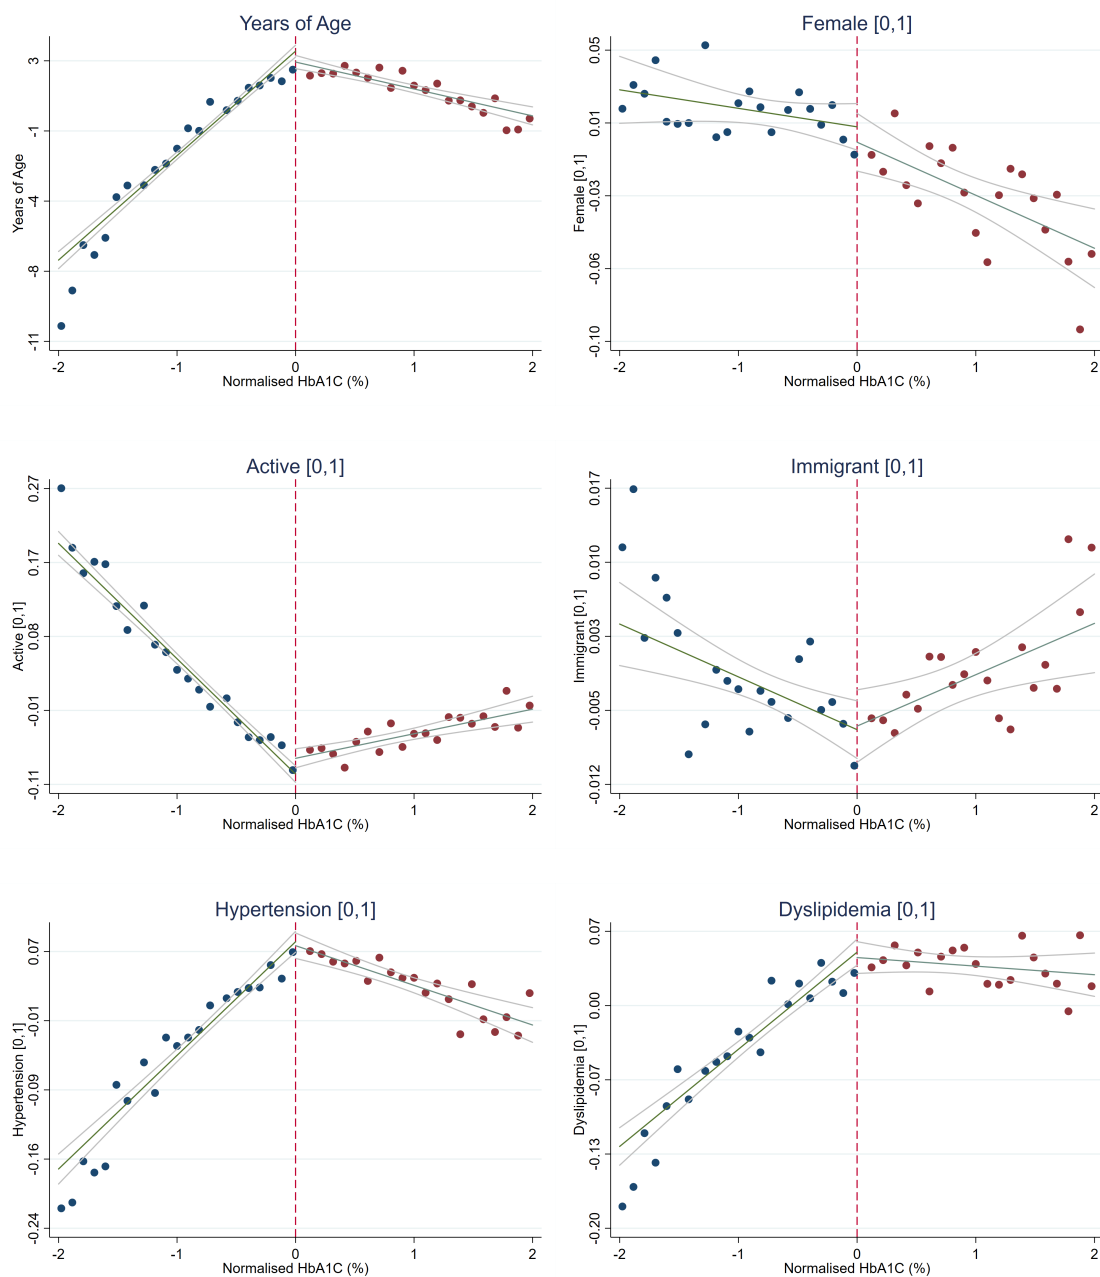 Years of Age
Years of Age
3
-1
-4
-8
-11
-2 -1 0 1 2
Normalised HbA1C (%)
Female [0,1]
Female [0,1]
0.05
0.01
-0.03
-0.06
-0.10
-2 -1 0 1 2
Normalised HbA1C (%)
Active [0,1]
Active [0,1]
0.27
0.17
0.08
-0.01
-0.11
-2 -1 0 1 2
Normalised HbA1C (%)
Immigrant [0,1]
Immigrant [0,1]
0.017
0.010
0.003
-0.005
-0.012
-2 -1 0 1 2
Normalised HbA1C (%)
Hypertension [0,1]
Hypertension [0,1]
0.07
-0.01
-0.09
-0.16
-0.24
-2 -1 0 1 2
Normalised HbA1C (%)
Dyslipidemia [0,1]
Dyslipidemia [0,1]
0.07
0.00
-0.07
-0.13
-0.20
-2 -1 0 1 2
Normalised HbA1C (%)